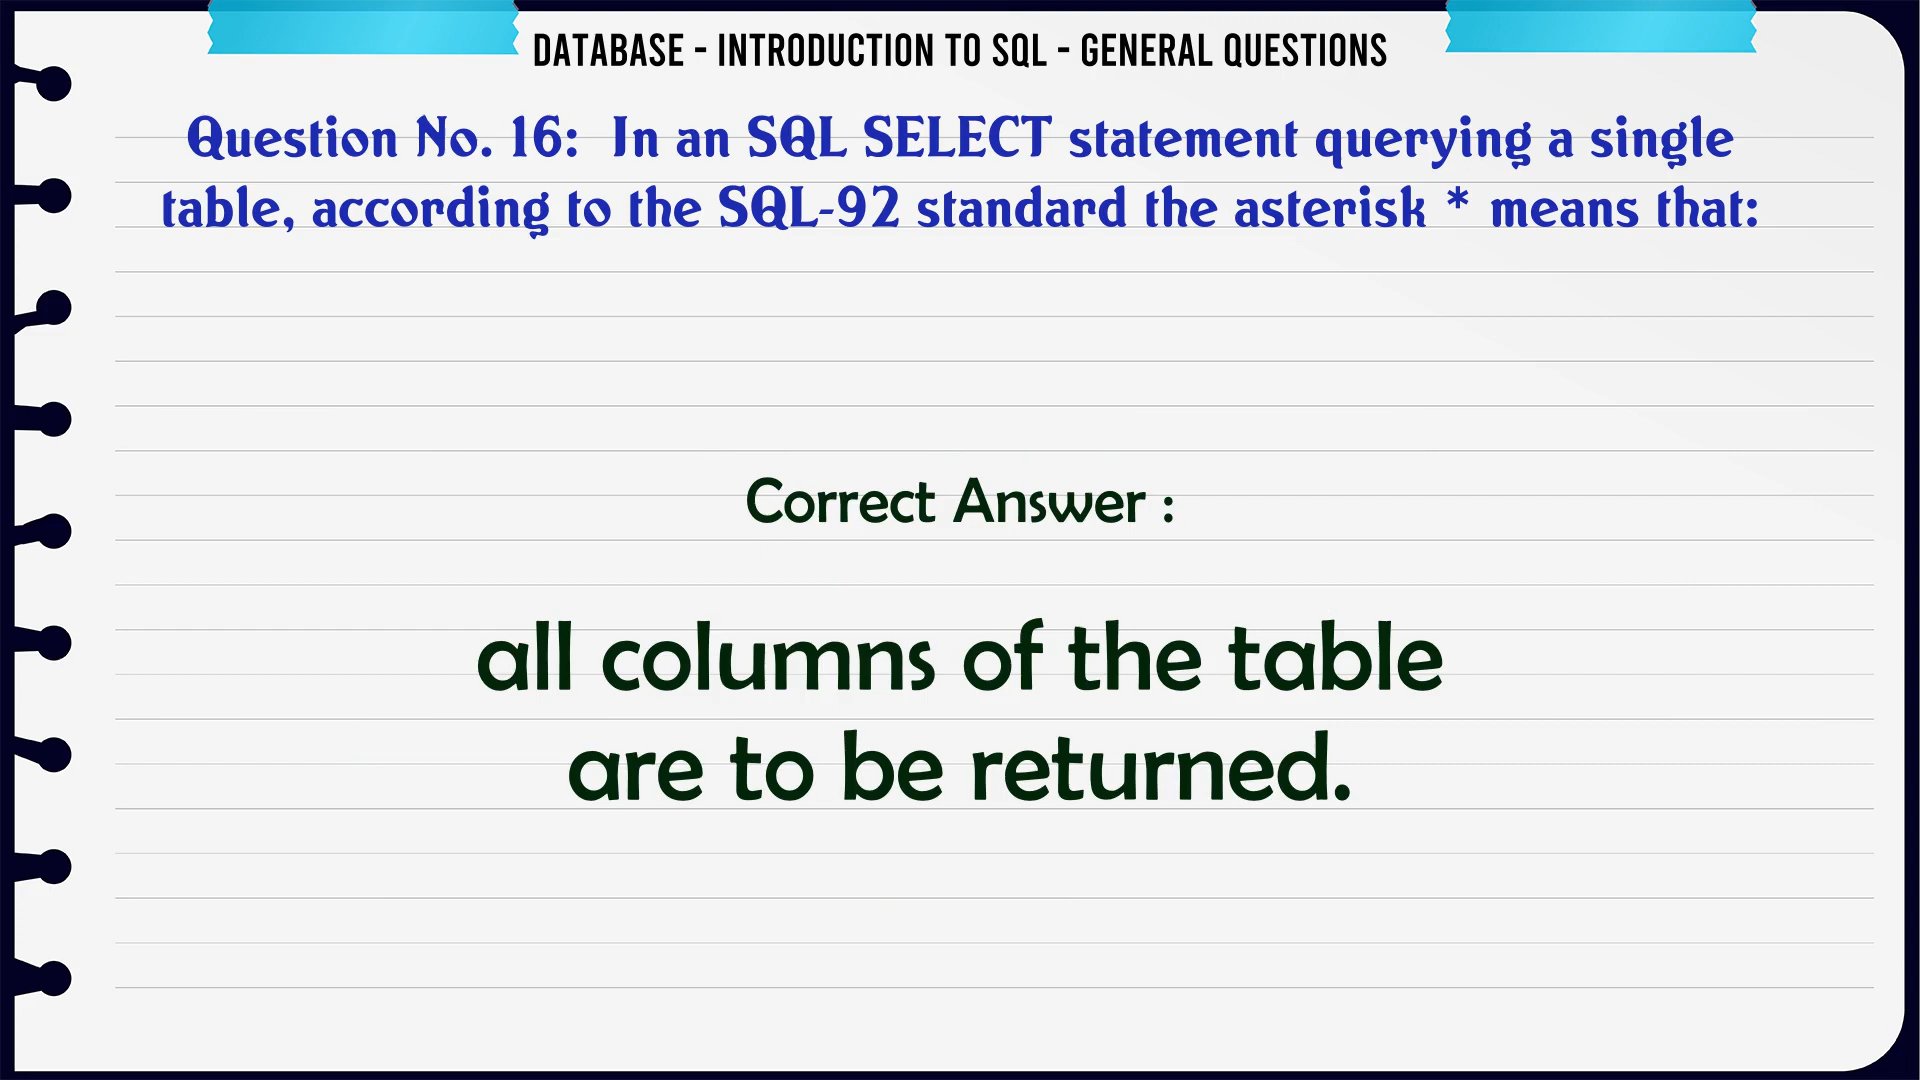 DATABASE - INTRODUCTION TO SQL - GENERAL QUESTIONS
Question No. 16:  In an SQL SELECT statement querying a single
table, according to the SQL-92 standard the asterisk * means that:
Correct Answer :
all columns of the table
are to be returned.